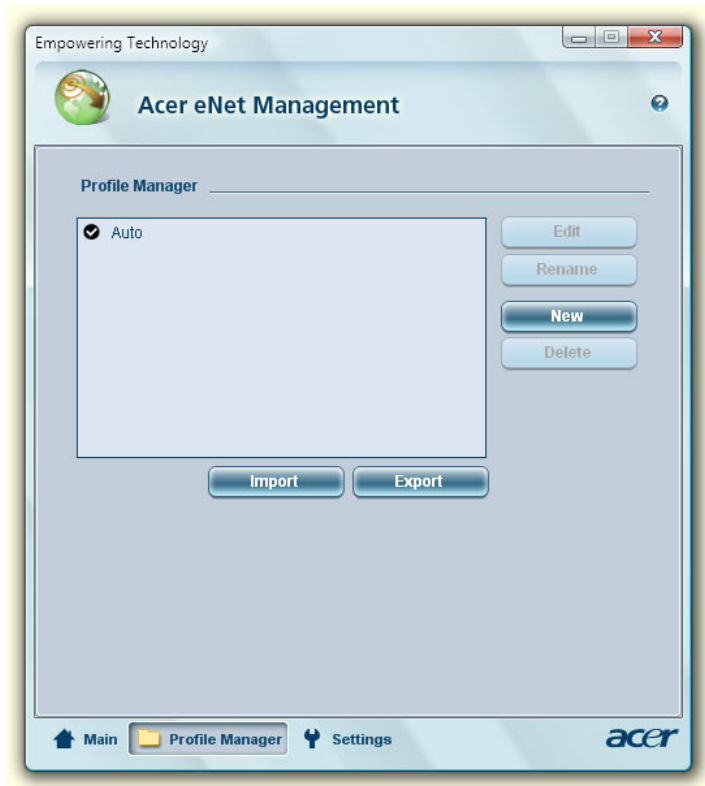 Empowering Technology
Acer eNet Management
Profile Manager
Auto
Edit
Rename
New
Delete
Import
Export
Main
Profile Manager
Settings
acer